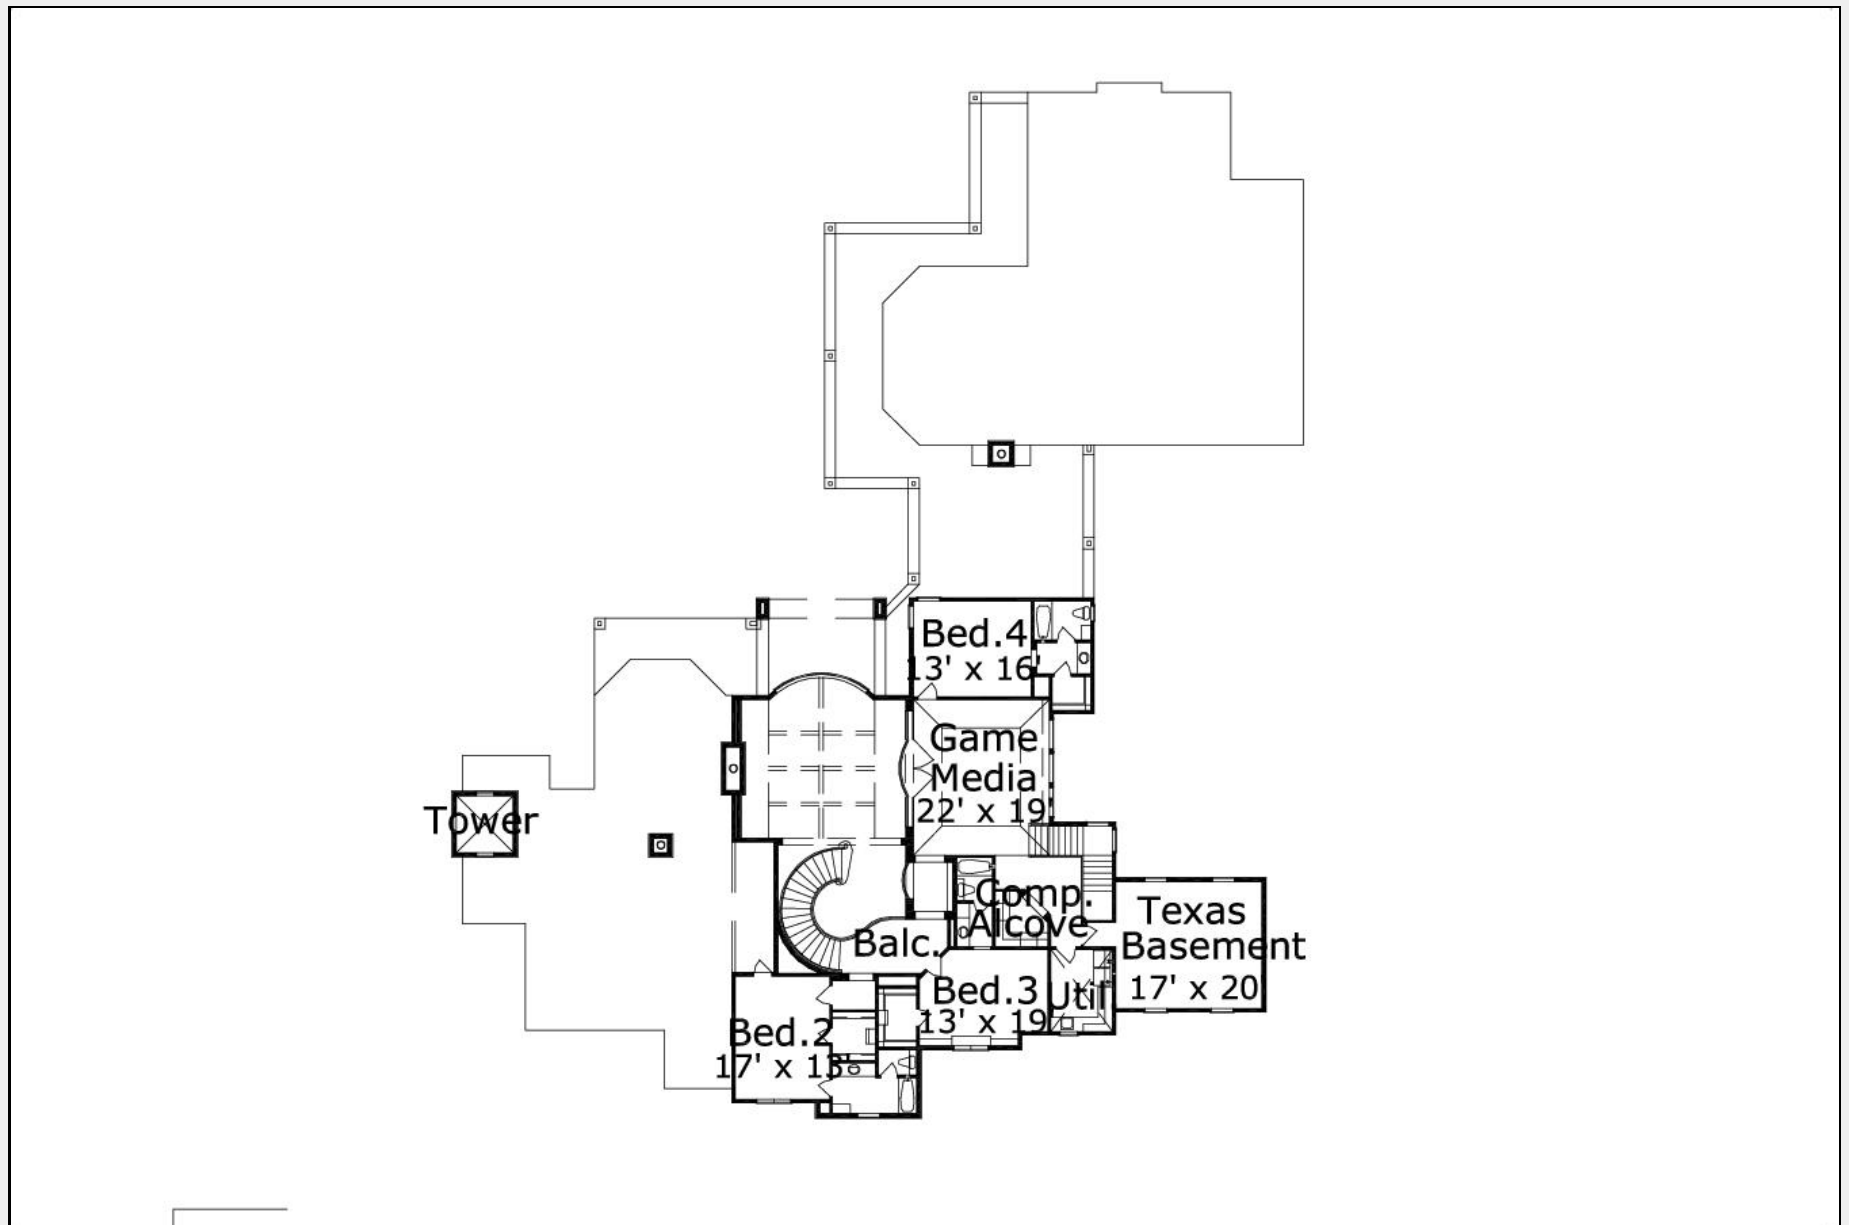 Bed.4
13' x 16'
Game
Media
22' x 19'
Tower
Comp.
Alcove
Texas
Basement
17' x 20'
Balc.
Bed.3
13' x 19'
Util
Bed.2
17' x 13'